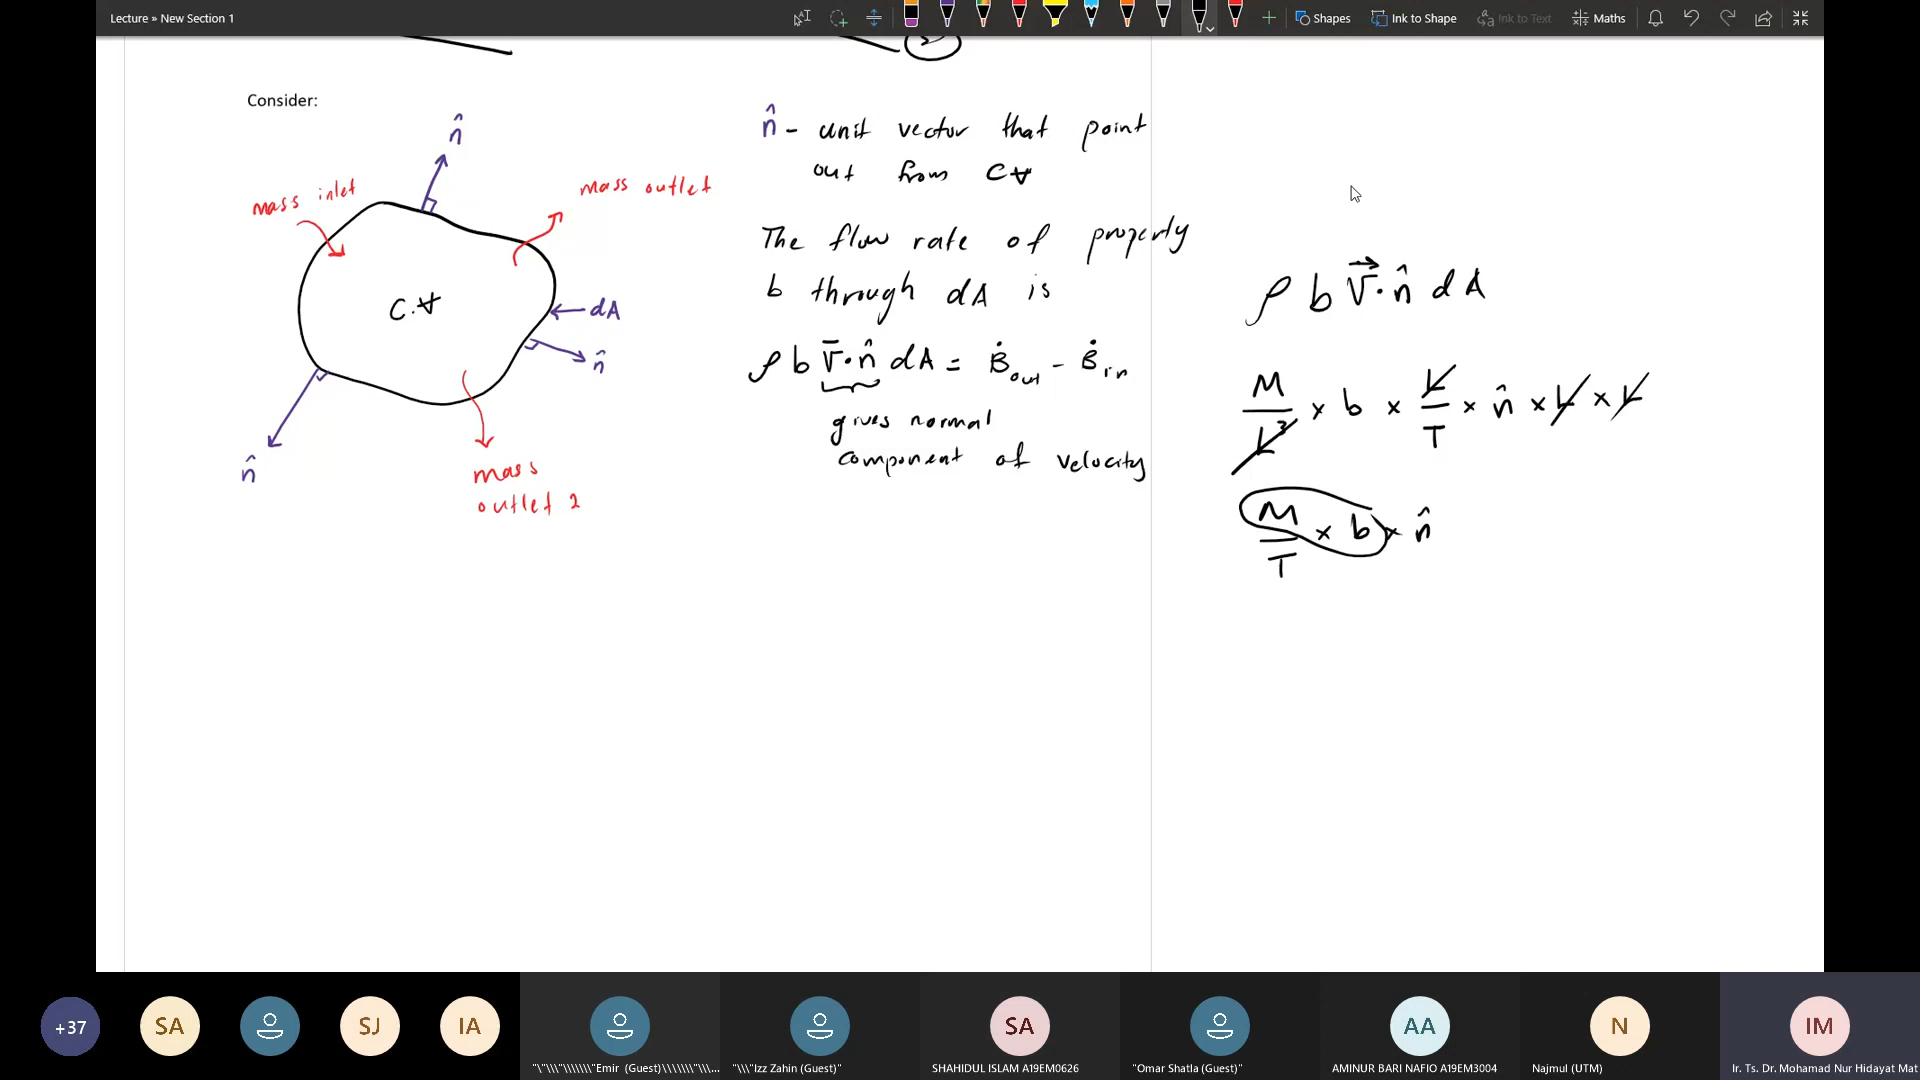 Lecture » New Section 1
Shapes
Ink to Shape
Ink to Text
Maths
Consider:
n̂
mass inlet
mass outlet
C.∀
dA
n̂
n̂
mass
outlet 2
n̂ - unit vector that point
out from C∀
The flow rate of property
b through dA is
ρ b V̄·n̂ dA = Ḃout - Ḃin
gives normal
component of velocity
ρ b V⃗·n̂ dA
M/L³ × b × L/T × n̂ × L × L
M/T × b × n̂
+37
SA
SJ
IA
SA
AA
N
IM
"\"\\\"\\\\\\\"Emir (Guest)\\\\\\\"\\...
"\\\"Izz Zahin (Guest)"
SHAHIDUL ISLAM A19EM0626
"Omar Shatla (Guest)"
AMINUR BARI NAFIO A19EM3004
Najmul (UTM)
Ir. Ts. Dr. Mohamad Nur Hidayat Mat